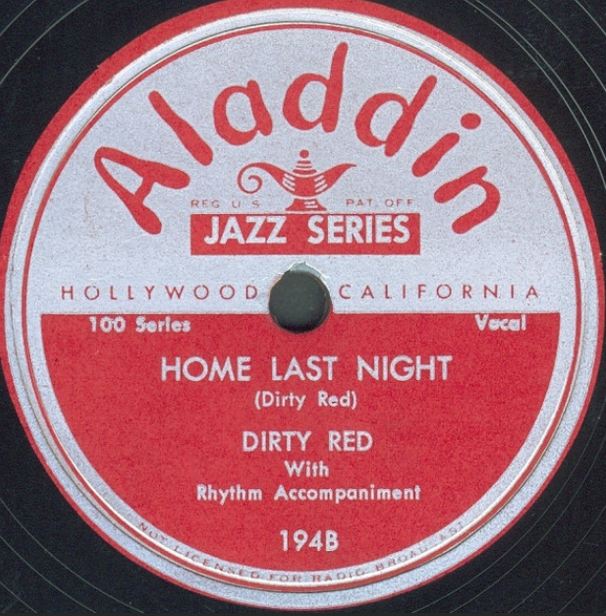 Aladdin
REG. U. S. PAT. OFF.
JAZZ SERIES
HOLLYWOOD CALIFORNIA
100 Series Vocal
HOME LAST NIGHT
(Dirty Red)
DIRTY RED
With
Rhythm Accompaniment
194B
NOT LICENSED FOR RADIO BROADCAST